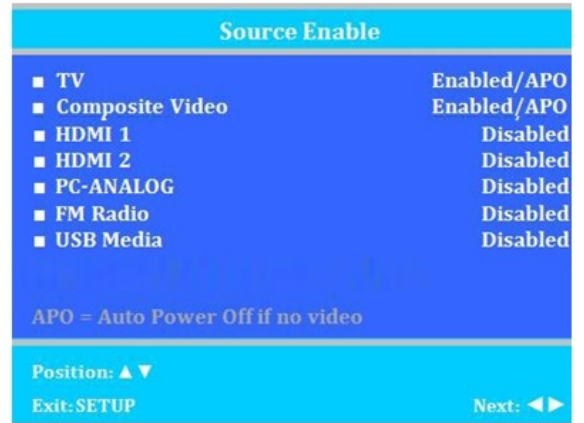 Source Enable
■ TV Enabled/APO
■ Composite Video Enabled/APO
■ HDMI 1 Disabled
■ HDMI 2 Disabled
■ PC-ANALOG Disabled
■ FM Radio Disabled
■ USB Media Disabled
APO = Auto Power Off if no video
Position: ▲ ▼
Exit: SETUP Next: ◀▶